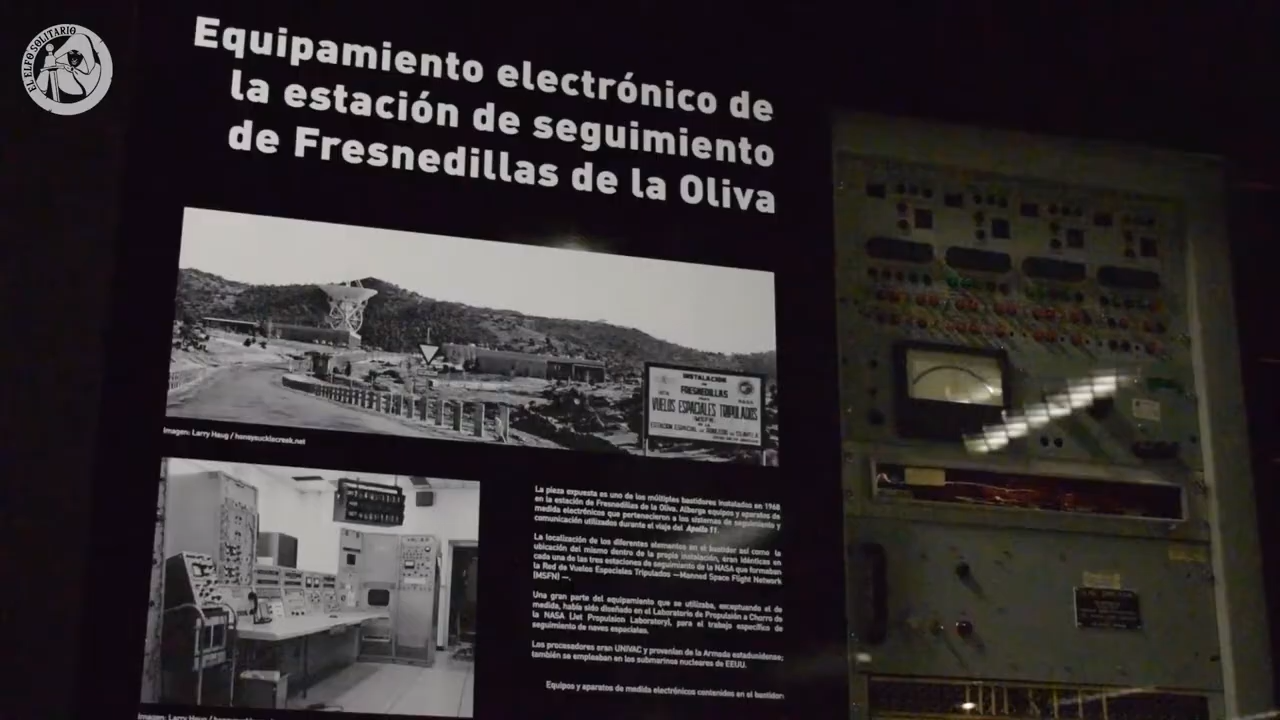 EL ELFO SOLITARIO
Equipamiento electrónico de
la estación de seguimiento
de Fresnedillas de la Oliva
INSTALACION
FRESNEDILLAS
VUELOS ESPACIALES TRIPULADOS
(MSFN)
Imagen: Larry Haug / honeysucklecreek.net
La pieza expuesta es uno de los múltiples bastidores instalados en 1968
en la estación de Fresnedillas de la Oliva. Alberga equipos y aparatos de
medida electrónicos que pertenecieron a los sistemas de seguimiento y
comunicación utilizados durante el viaje del Apollo 11.
La localización de los diferentes elementos en el bastidor así como la
ubicación del mismo dentro de la propia instalación, eran idénticas en
cada una de las tres estaciones de seguimiento de la NASA que formaban
la Red de Vuelos Espaciales Tripulados —Manned Space Flight Network
(MSFN) —.
Una gran parte del equipamiento que se utilizaba, exceptuando el de
medida, había sido diseñado en el Laboratorio de Propulsión a Chorro de
la NASA (Jet Propulsion Laboratory), para el trabajo específico de
seguimiento de naves espaciales.
Los procesadores eran UNIVAC y provenían de la Armada estadunidense;
también se empleaban en los submarinos nucleares de EEUU.
Equipos y aparatos de medida electrónicos contenidos en el bastidor:
Imagen: Larry Haug /